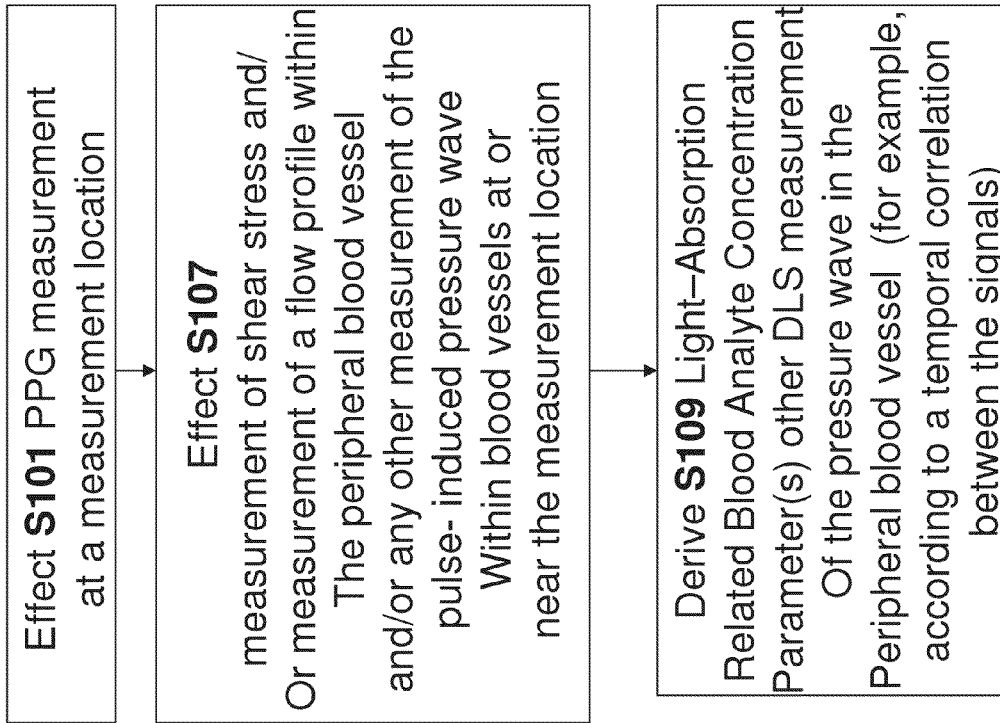 Effect S101 PPG measurement
at a measurement location
Effect S107
measurement of shear stress and/
Or measurement of a flow profile within
The peripheral blood vessel
and/or any other measurement of the
pulse- induced pressure wave
Within blood vessels at or
near the measurement location
Derive S109 Light–Absorption
Related Blood Analyte Concentration
Parameter(s) other DLS measurement
Of the pressure wave in the
Peripheral blood vessel (for example,
according to a temporal correlation
between the signals)